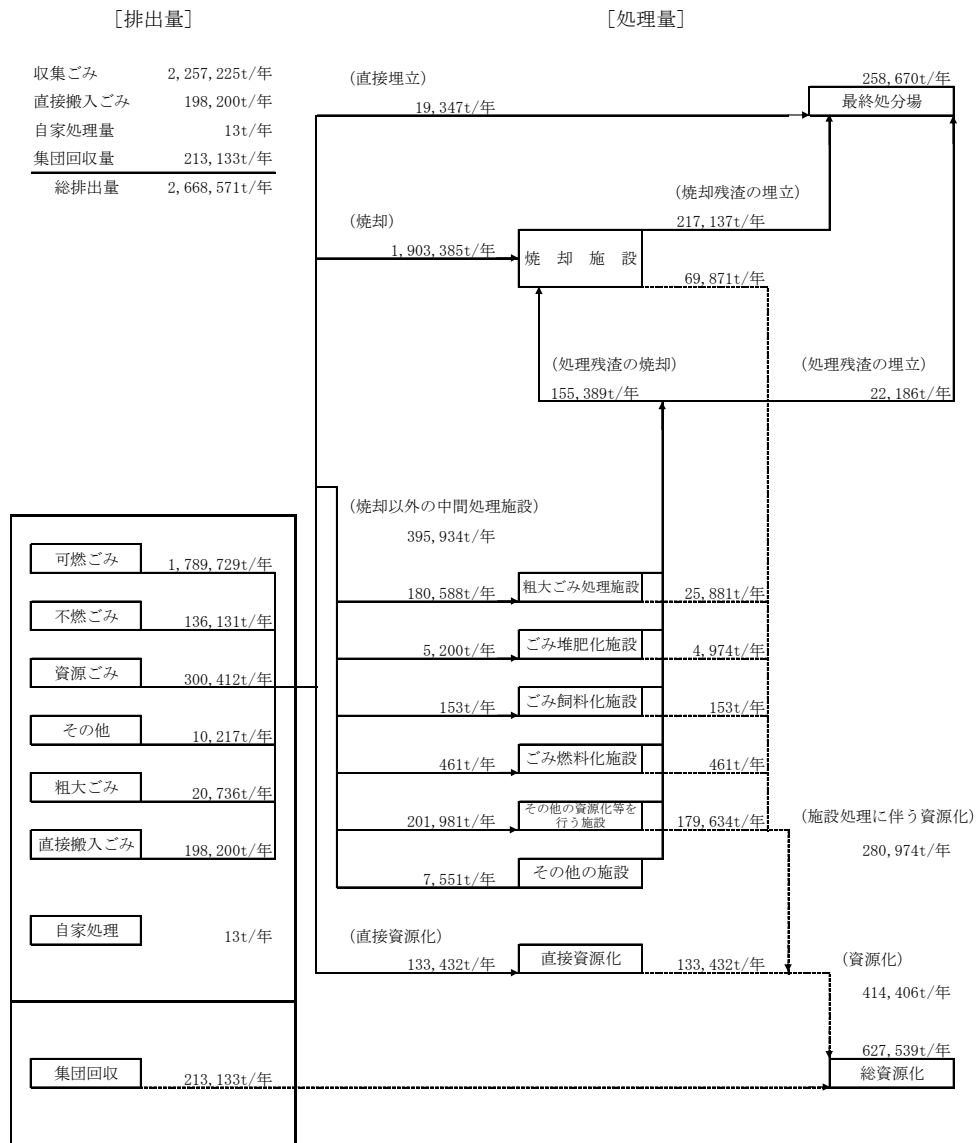 ［排出量］
［処理量］
収集ごみ 2,257,225t/年
直接搬入ごみ 198,200t/年
自家処理量 13t/年
集団回収量 213,133t/年
総排出量 2,668,571t/年
（直接埋立）
19,347t/年
258,670t/年
最終処分場
（焼却残渣の埋立）
217,137t/年
（焼却）
1,903,385t/年
焼却施設
69,871t/年
（処理残渣の焼却）
155,389t/年
（処理残渣の埋立）
22,186t/年
（焼却以外の中間処理施設）
395,934t/年
可燃ごみ 1,789,729t/年
不燃ごみ 136,131t/年
資源ごみ 300,412t/年
その他 10,217t/年
粗大ごみ 20,736t/年
直接搬入ごみ 198,200t/年
自家処理 13t/年
180,588t/年 粗大ごみ処理施設 25,881t/年
5,200t/年 ごみ堆肥化施設 4,974t/年
153t/年 ごみ飼料化施設 153t/年
461t/年 ごみ燃料化施設 461t/年
201,981t/年 その他の資源化等を
行う施設 179,634t/年
（施設処理に伴う資源化）
280,974t/年
7,551t/年 その他の施設
（直接資源化）
133,432t/年 直接資源化 133,432t/年
（資源化）
414,406t/年
627,539t/年
総資源化
集団回収 213,133t/年